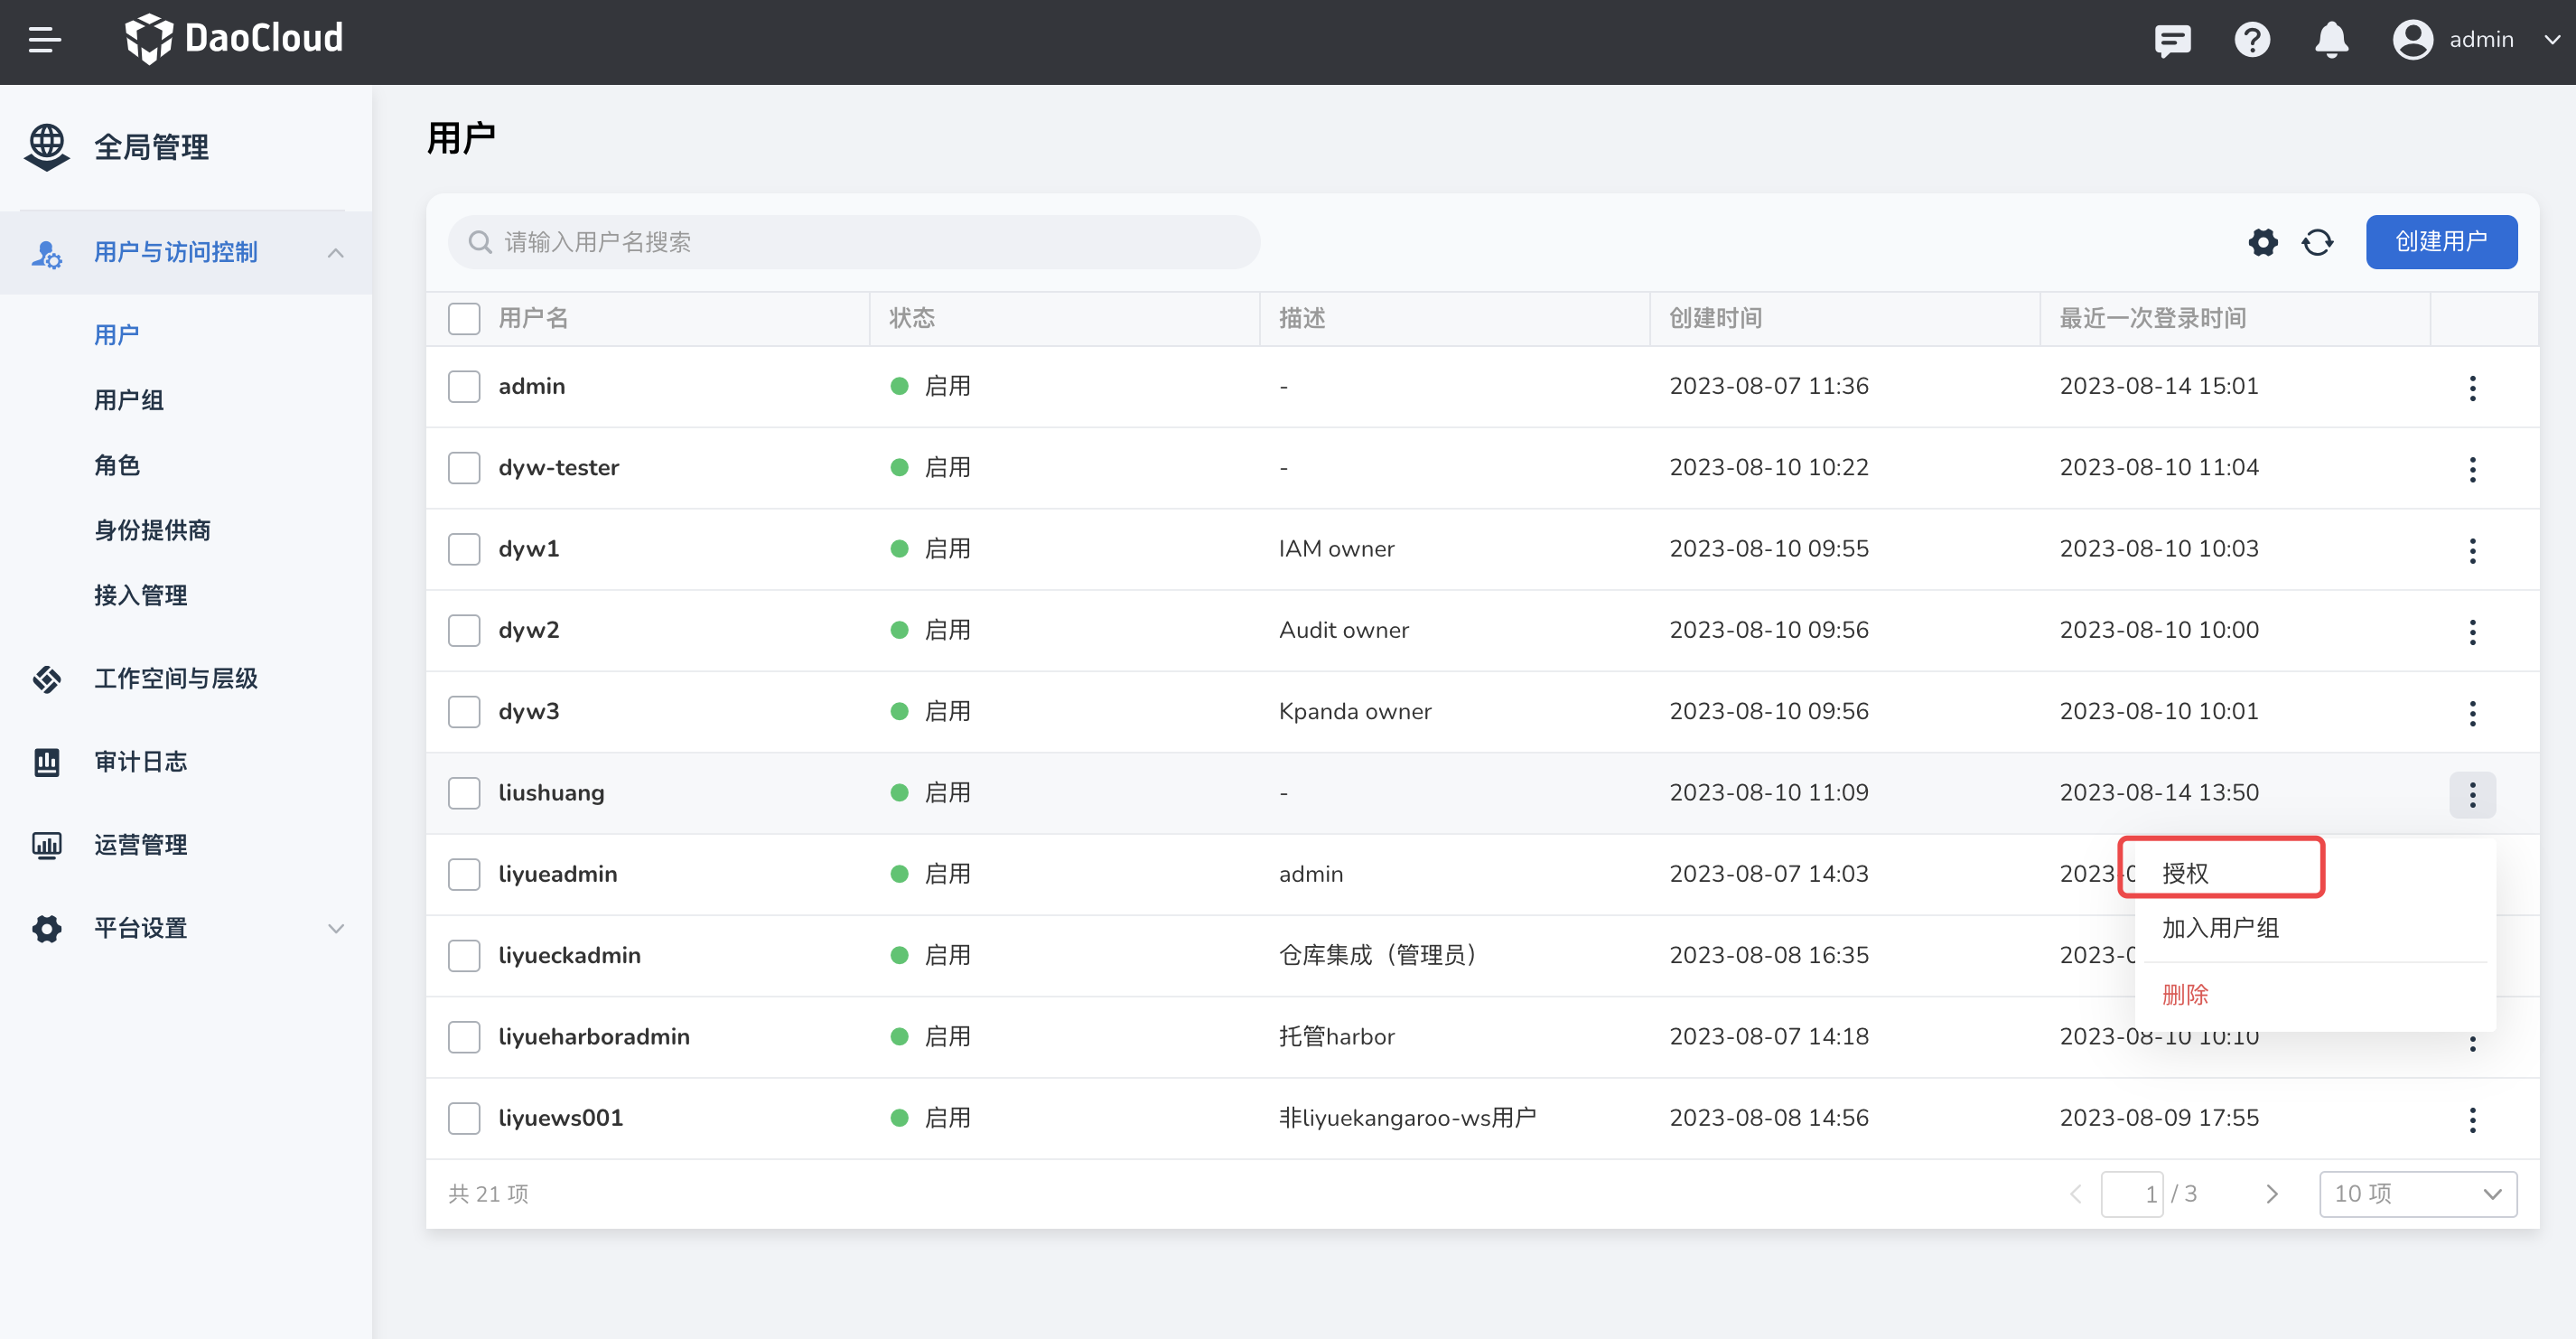 DaoCloud
admin
全局管理
用户与访问控制
用户
用户组
角色
身份提供商
接入管理
工作空间与层级
审计日志
运营管理
平台设置
用户
请输入用户名搜索
创建用户
用户名 状态 描述 创建时间 最近一次登录时间
admin 启用 - 2023-08-07 11:36 2023-08-14 15:01
dyw-tester 启用 - 2023-08-10 10:22 2023-08-10 11:04
dyw1 启用 IAM owner 2023-08-10 09:55 2023-08-10 10:03
dyw2 启用 Audit owner 2023-08-10 09:56 2023-08-10 10:00
dyw3 启用 Kpanda owner 2023-08-10 09:56 2023-08-10 10:01
liushuang 启用 - 2023-08-10 11:09 2023-08-14 13:50
liyueadmin 启用 admin 2023-08-07 14:03 2023-0
授权
liyueckadmin 启用 仓库集成（管理员） 2023-08-08 16:35 2023-0
加入用户组
删除
liyueharboradmin 启用 托管harbor 2023-08-07 14:18 2023-08-10 10:10
liyuews001 启用 非liyuekangaroo-ws用户 2023-08-08 14:56 2023-08-09 17:55
共 21 项
1 / 3
10 项